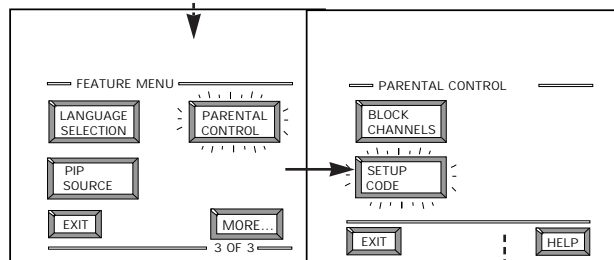 FEATURE MENU
LANGUAGE
SELECTION
PARENTAL
CONTROL
PIP
SOURCE
EXIT
MORE...
3 OF 3
PARENTAL CONTROL
BLOCK
CHANNELS
SETUP
CODE
EXIT
HELP